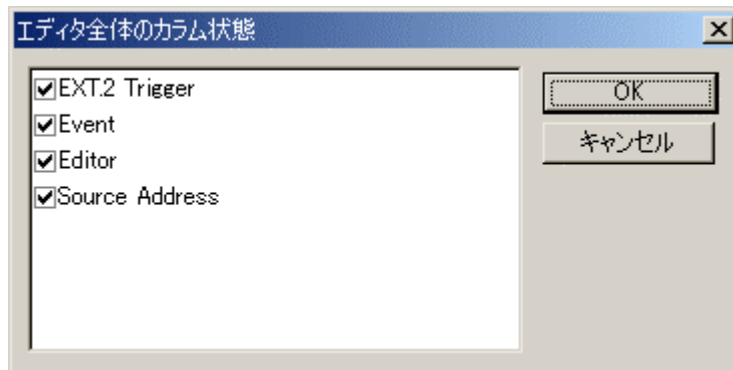 エディタ全体のカラム状態
EXT.2 Trigger
Event
Editor
Source Address
OK
キャンセル